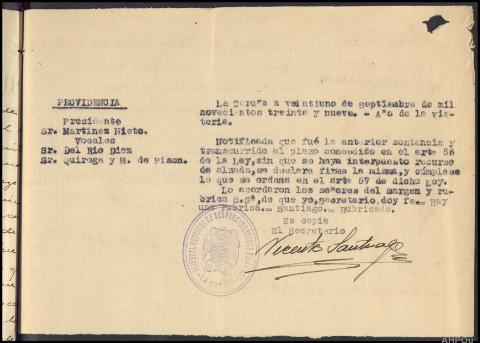 PROVIDENCIA
Presidente
Sr. Martinez Nieto.
Vocales
Sr. Del Rio Diez
Sr. Quiroga y M. de Pison.
La Coruña a veintiuno de septiembre de mil
novecientos treinta y nueve. - Año de la vic-
toria.
Notificada que fué la anterior sentencia y
transcurrido el plazo concedido en el artº 56
de la Ley, sin que se haya interpuesto recurso
de alzada, se declara firme la misma, y cúmplase
lo que se ordena en el artº 57 de dicha Ley.
Lo acordaron los señores del margen y ru-
brica S.Sª, de que yo, secretario, doy fe.- Hay
una rúbrica.- Santiago.- Rubricado.
Es copia
El Secretario
Vicente Santiago
AHPOU